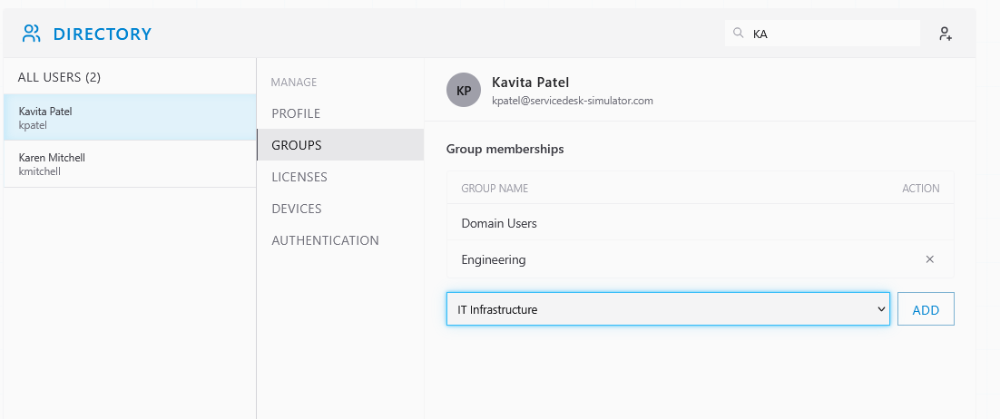 DIRECTORY
KA
ALL USERS (2)
Kavita Patel
kpatel
Karen Mitchell
kmitchell
MANAGE
PROFILE
GROUPS
LICENSES
DEVICES
AUTHENTICATION
KP
Kavita Patel
kpatel@servicedesk-simulator.com
Group memberships
GROUP NAME ACTION
Domain Users
Engineering
IT Infrastructure
ADD